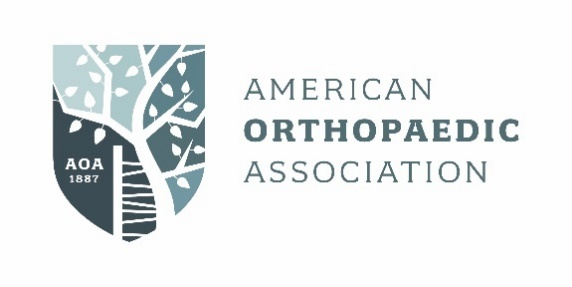 AOA
1887
AMERICAN
ORTHOPAEDIC
ASSOCIATION